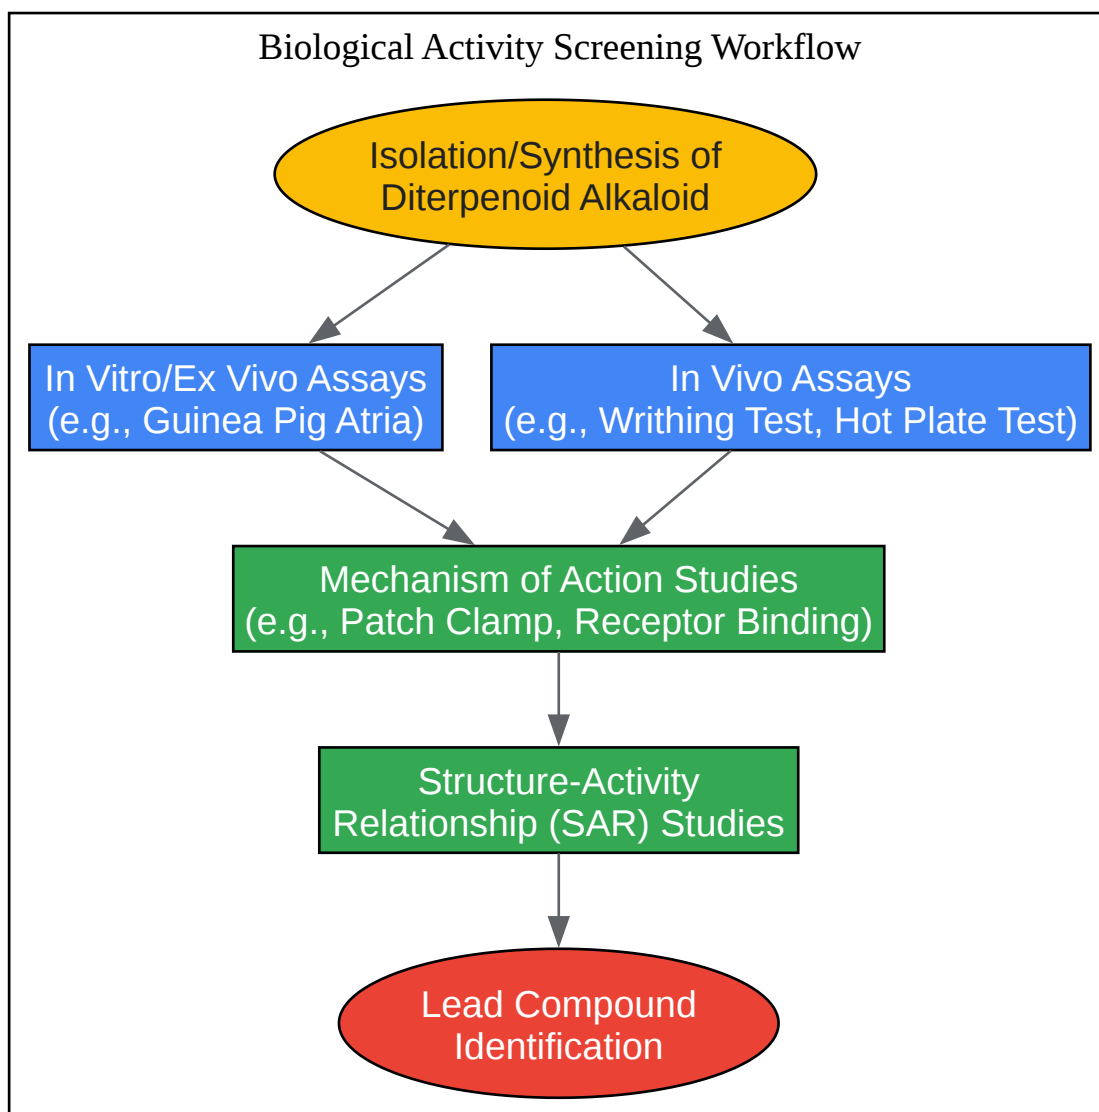 Biological Activity Screening Workflow
Isolation/Synthesis of
Diterpenoid Alkaloid
In Vitro/Ex Vivo Assays
(e.g., Guinea Pig Atria)
In Vivo Assays
(e.g., Writhing Test, Hot Plate Test)
Mechanism of Action Studies
(e.g., Patch Clamp, Receptor Binding)
Structure-Activity
Relationship (SAR) Studies
Lead Compound
Identification